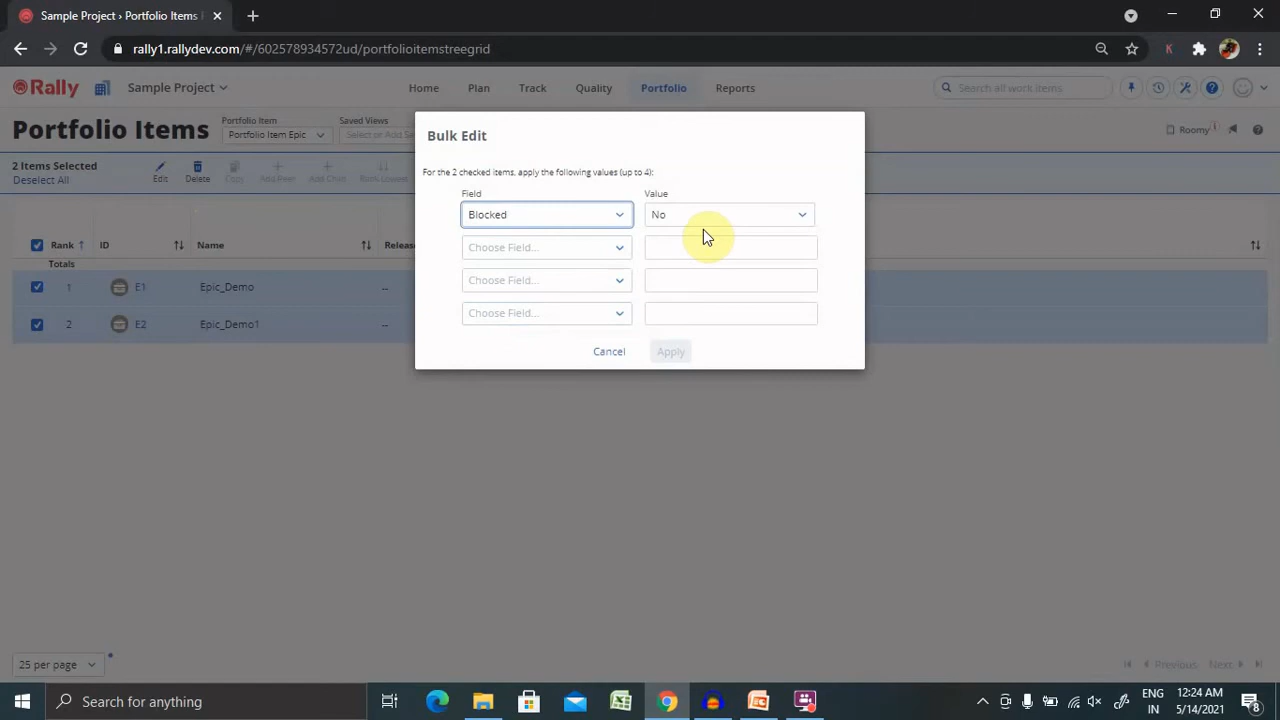 Sample Project › Portfolio Items |
rally1.rallydev.com/#/602578934572ud/portfolioitemstreegrid
K
Rally
Sample Project
Home
Plan
Track
Quality
Portfolio
Reports
Search all work items
Portfolio Items
Portfolio Item
Portfolio Item Epic
Saved Views
Select or Add Se
Roomy
2 Items Selected
Deselect All
Edit
Delete
Copy
Add Peer
Add Child
Rank Lowest
Bulk Edit
For the 2 checked items, apply the following values (up to 4):
Field
Value
Blocked
No
Choose Field...
Choose Field...
Choose Field...
Cancel
Apply
Rank
ID
Name
Releas
Totals
1
E1
Epic_Demo
--
2
E2
Epic_Demo1
--
25 per page
Previous
Next
Search for anything
ENG
IN
12:24 AM
5/14/2021
8